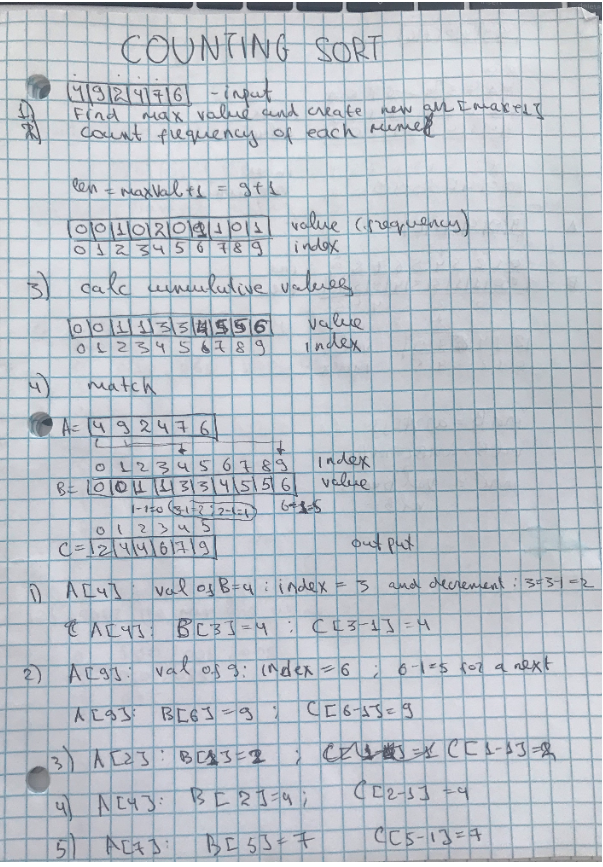 COUNTING SORT
4|9|2|4|7|6| - input
1) Find max value and create new arr [max+1]
2) Count frequency of each
len = maxVal+1 = 9+1
|0|0|1|0|2|0|1|1|0|1| value (frequency)
0 1 2 3 4 5 6 7 8 9 index
3) calc cumulative values
|0|0|1|1|3|3|4|5|5|6| value
0 1 2 3 4 5 6 7 8 9 index
4) match
A= |4 9 2 4 7 6|
0 1 2 3 4 5 6 7 8 9 index
B= |0|0|1|1|3|3|4|5|5|6| value
1-1=0 (3-1=2; 2-1=1) 6-1=5
0 1 2 3 4 5
C= |2|4|4|6|7|9| output
1) A[4]: val of B=4: index = 3 and decrement: 3=3-1=2
A[4]: B[3]=4 ; C[3-1]=4
2) A[9]: val of 9: index = 6 ; 6-1=5 for a next
A[9]: B[6]=9 ; C[6-1]=9
3) A[2]: B[1]=2 ; C[1-1]=2
4) A[4]: B[2]=4; C[2-1]=4
5) A[7]: B[5]=7 C[5-1]=7